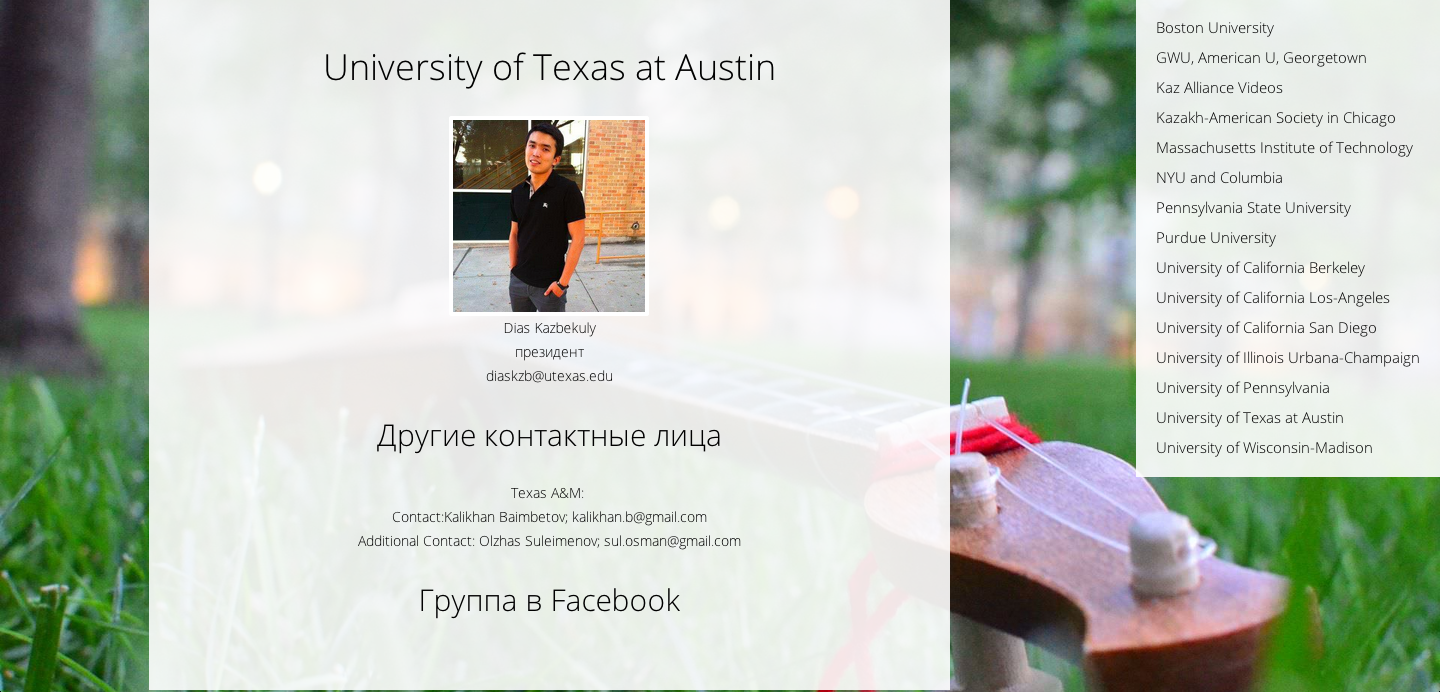 University of Texas at Austin
Dias Kazbekuly
президент
diaskzb@utexas.edu
Другие контактные лица
Texas A&M:
Contact:Kalikhan Baimbetov; kalikhan.b@gmail.com
Additional Contact: Olzhas Suleimenov; sul.osman@gmail.com
Группа в Facebook
Boston University
GWU, American U, Georgetown
Kaz Alliance Videos
Kazakh-American Society in Chicago
Massachusetts Institute of Technology
NYU and Columbia
Pennsylvania State University
Purdue University
University of California Berkeley
University of California Los-Angeles
University of California San Diego
University of Illinois Urbana-Champaign
University of Pennsylvania
University of Texas at Austin
University of Wisconsin-Madison